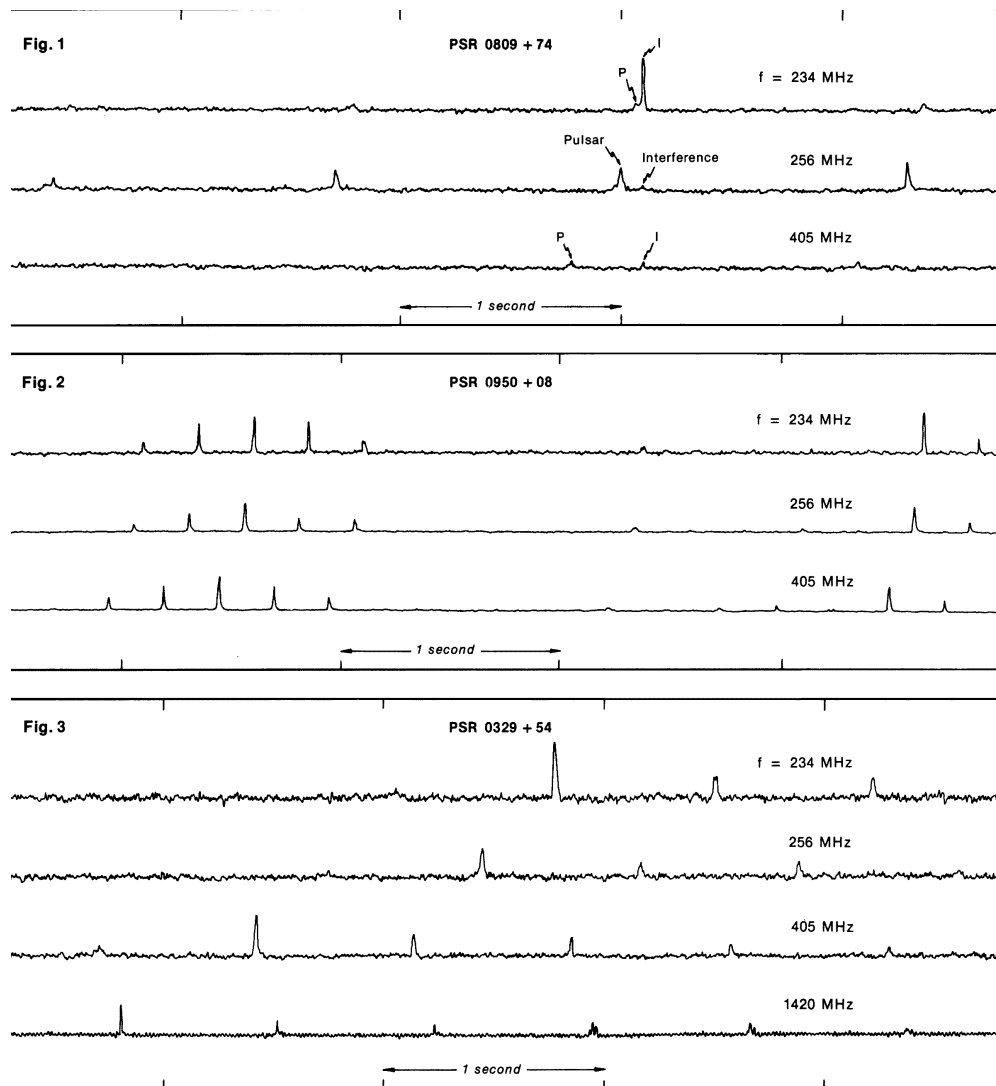 Fig. 1
PSR 0809 + 74
I
P
f = 234 MHz
Pulsar
Interference
256 MHz
P
I
405 MHz
1 second
Fig. 2
PSR 0950 + 08
f = 234 MHz
256 MHz
405 MHz
1 second
Fig. 3
PSR 0329 + 54
f = 234 MHz
256 MHz
405 MHz
1420 MHz
1 second